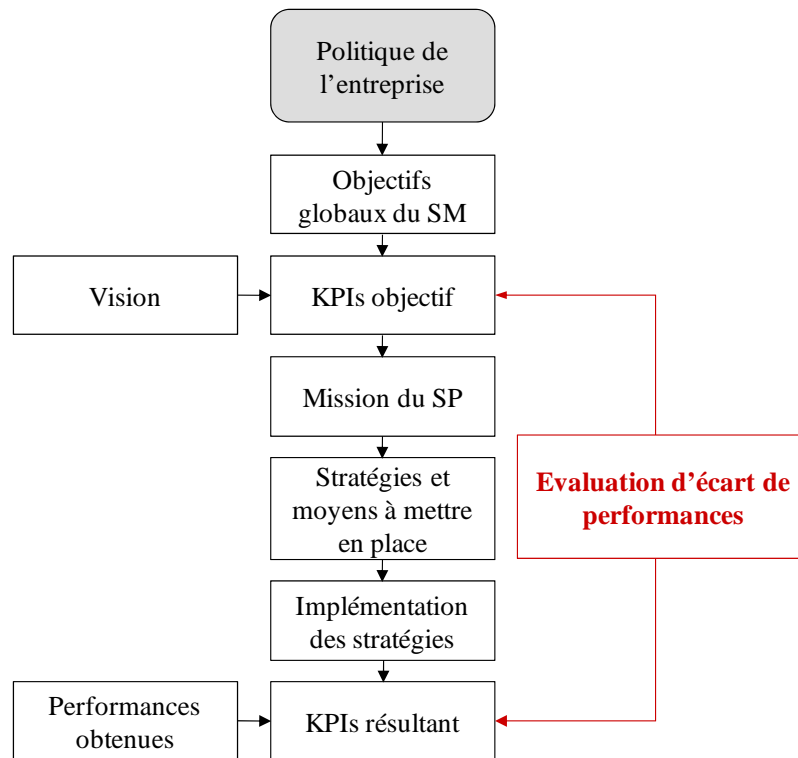 Politique de
l’entreprise
Objectifs
globaux du SM
Vision
KPIs objectif
Mission du SP
Stratégies et
moyens à mettre
en place
Evaluation d’écart de
performances
Implémentation
des stratégies
Performances
obtenues
KPIs résultant